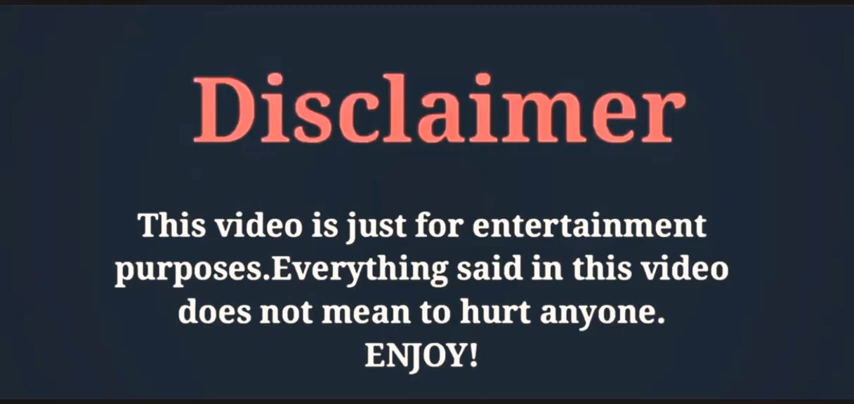 Disclaimer
This video is just for entertainment
purposes.Everything said in this video
does not mean to hurt anyone.
ENJOY!